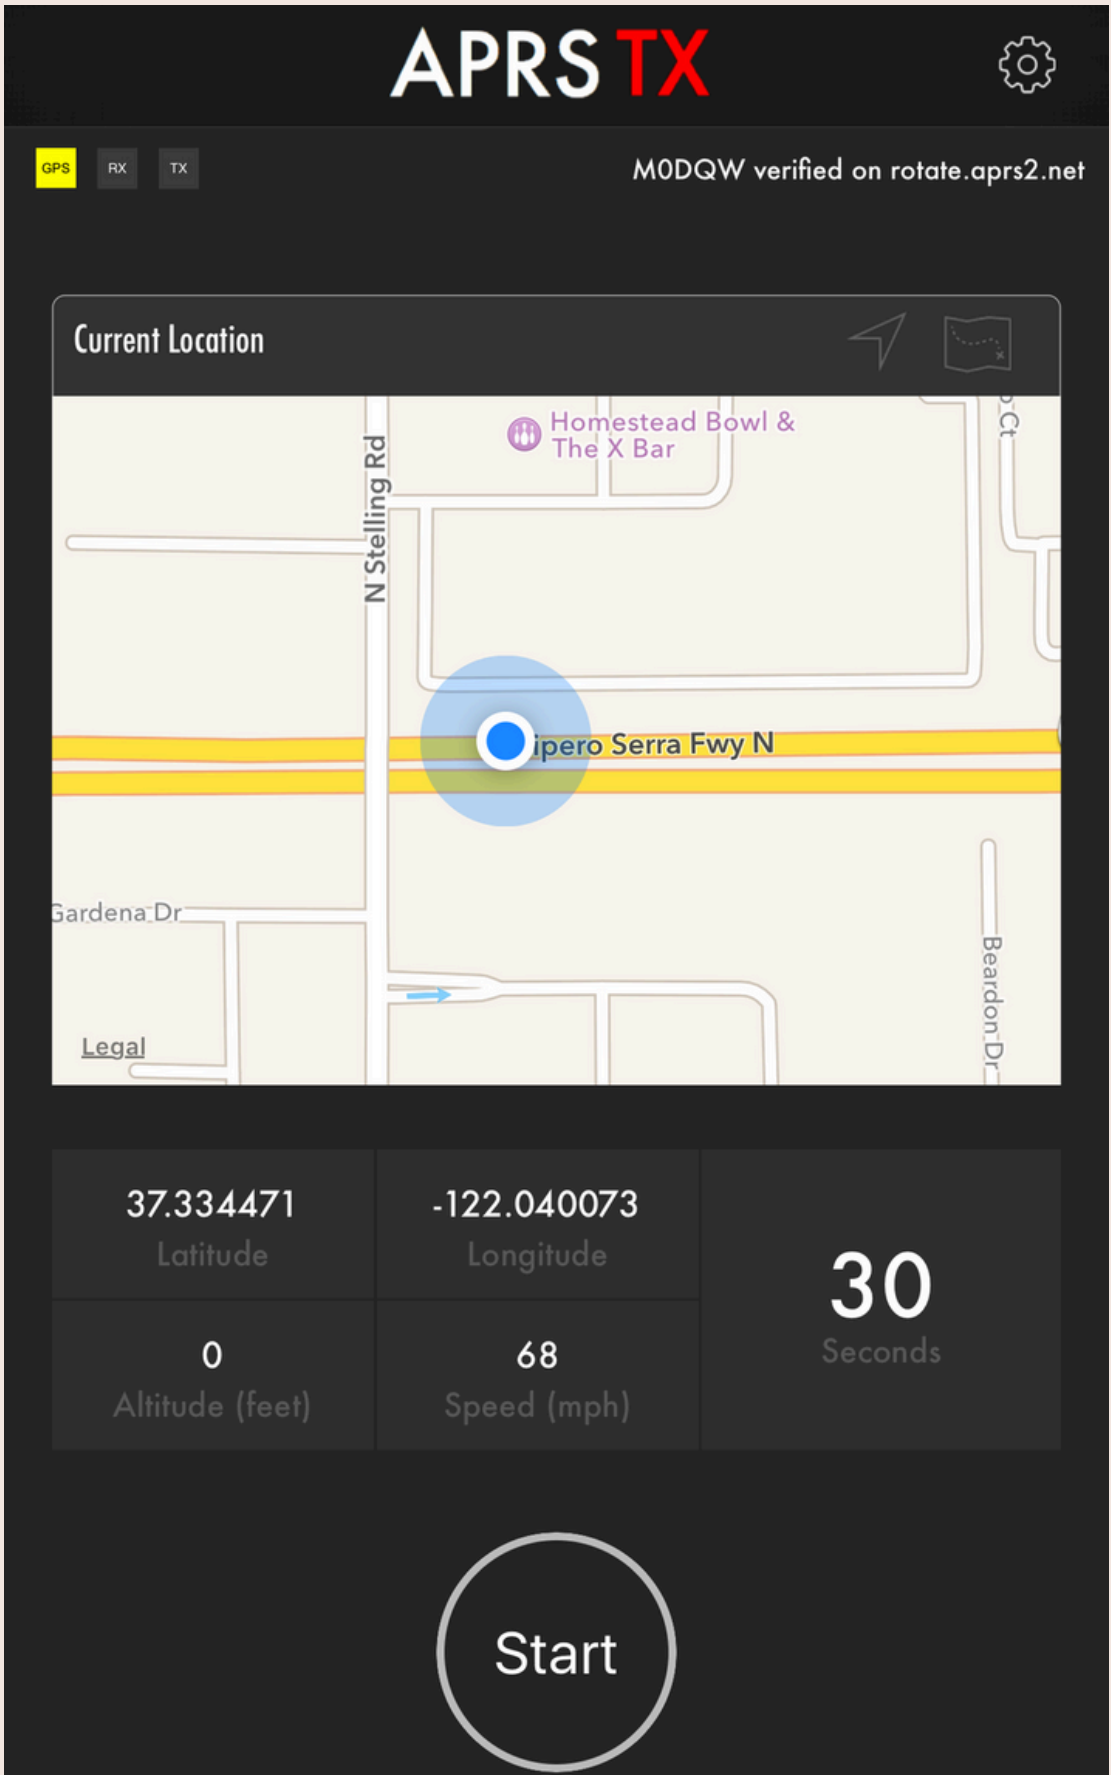 APRS TX
GPS RX TX
M0DQW verified on rotate.aprs2.net
Current Location
Homestead Bowl &
The X Bar
N Stelling Rd
ipero Serra Fwy N
Gardena Dr
Beardon Dr
Legal
37.334471
Latitude
-122.040073
Longitude
0
Altitude (feet)
68
Speed (mph)
30
Seconds
Start